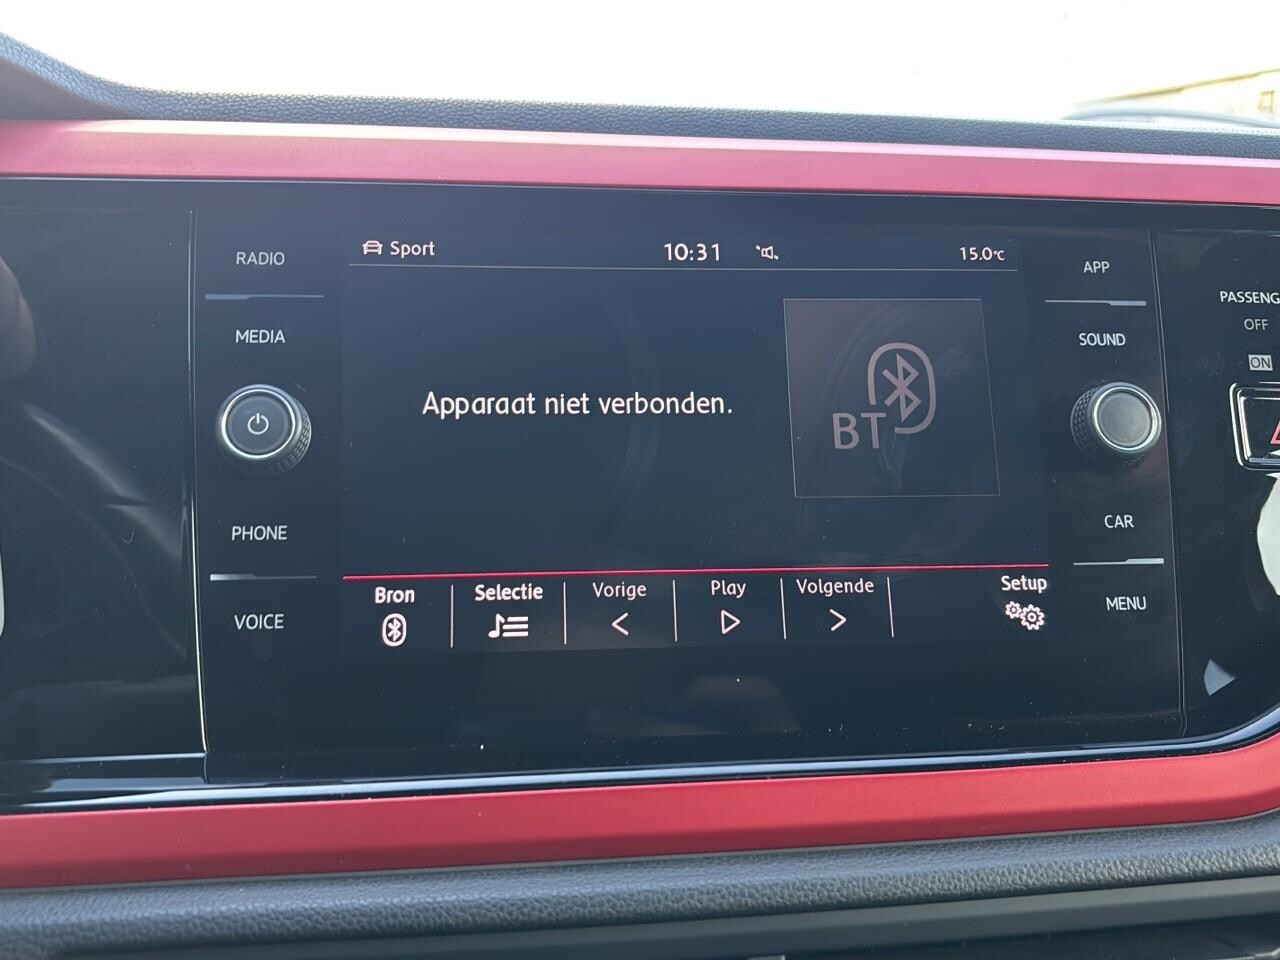 RADIO
MEDIA
PHONE
VOICE
Sport
10:31
15.0°C
Apparaat niet verbonden.
BT
Bron
Selectie
Vorige
Play
Volgende
Setup
APP
SOUND
CAR
MENU
OFF
ON